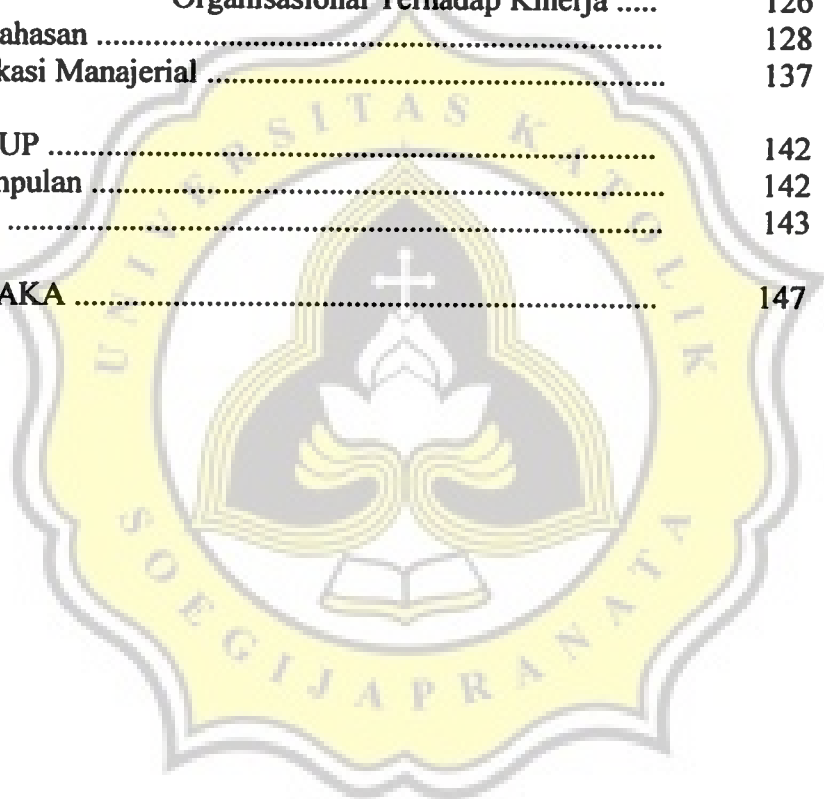 Organisasional Terhadap Kinerja ..... 126
ahasan ........................................................................ 128
kasi Manajerial ........................................................... 137
UP .............................................................................. 142
npulan ........................................................................ 142
.................................................................................... 143
AKA ........................................................................... 147
UNIVERSITAS KATOLIK
SOEGIJAPRANATA